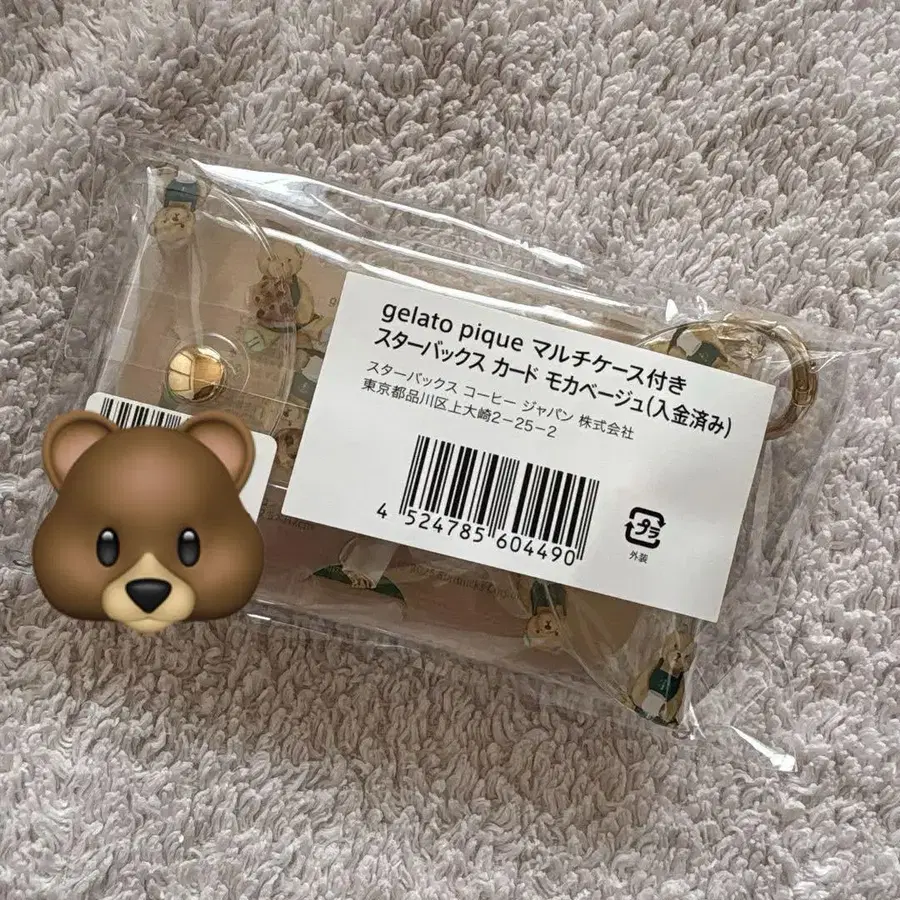 gelato pique マルチケース付き
スターバックス カード モカベージュ(入金済み)
スターバックス コーヒー ジャパン 株式会社
東京都品川区上大崎2-25-2
4 524785 604490
プラ
外装